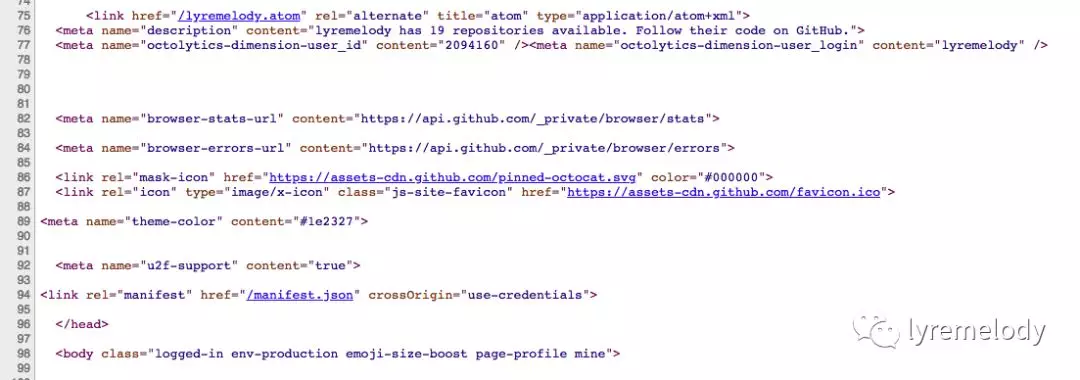 75 <link href="/lyremelody.atom" rel="alternate" title="atom" type="application/atom+xml">
76 <meta name="description" content="lyremelody has 19 repositories available. Follow their code on GitHub.">
77 <meta name="octolytics-dimension-user_id" content="2094160" /><meta name="octolytics-dimension-user_login" content="lyremelody" />
78
79
80
81
82 <meta name="browser-stats-url" content="https://api.github.com/_private/browser/stats">
83
84 <meta name="browser-errors-url" content="https://api.github.com/_private/browser/errors">
85
86 <link rel="mask-icon" href="https://assets-cdn.github.com/pinned-octocat.svg" color="#000000">
87 <link rel="icon" type="image/x-icon" class="js-site-favicon" href="https://assets-cdn.github.com/favicon.ico">
88
89 <meta name="theme-color" content="#1e2327">
90
91
92 <meta name="u2f-support" content="true">
93
94 <link rel="manifest" href="/manifest.json" crossOrigin="use-credentials">
95
96 </head>
97
98 <body class="logged-in env-production emoji-size-boost page-profile mine">
99
lyremelody